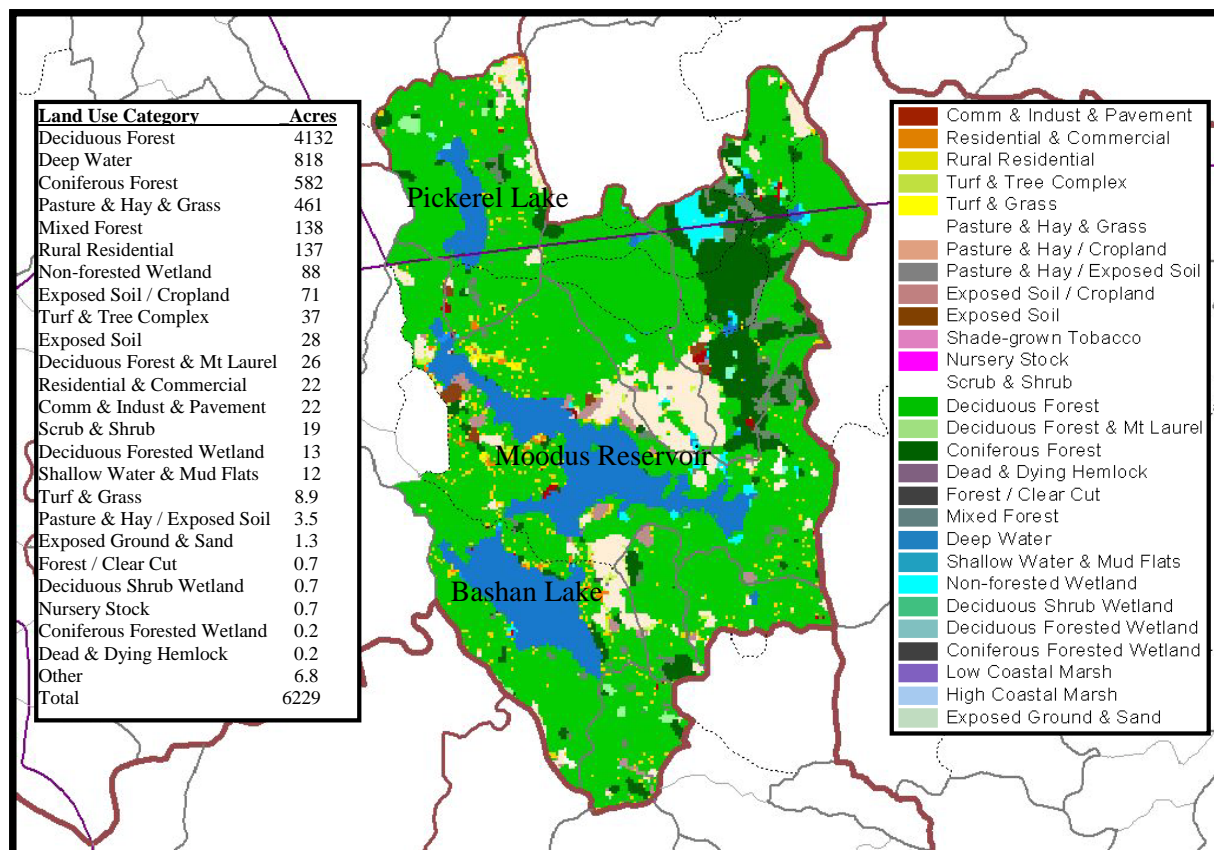 Land Use Category _Acres
Deciduous Forest 4132
Deep Water 818
Coniferous Forest 582
Pasture & Hay & Grass 461
Mixed Forest 138
Rural Residential 137
Non-forested Wetland 88
Exposed Soil / Cropland 71
Turf & Tree Complex 37
Exposed Soil 28
Deciduous Forest & Mt Laurel 26
Residential & Commercial 22
Comm & Indust & Pavement 22
Scrub & Shrub 19
Deciduous Forested Wetland 13
Shallow Water & Mud Flats 12
Turf & Grass 8.9
Pasture & Hay / Exposed Soil 3.5
Exposed Ground & Sand 1.3
Forest / Clear Cut 0.7
Deciduous Shrub Wetland 0.7
Nursery Stock 0.7
Coniferous Forested Wetland 0.2
Dead & Dying Hemlock 0.2
Other 6.8
Total 6229
Pickerel Lake
Moodus Reservoir
Bashan Lake
Comm & Indust & Pavement
Residential & Commercial
Rural Residential
Turf & Tree Complex
Turf & Grass
Pasture & Hay & Grass
Pasture & Hay / Cropland
Pasture & Hay / Exposed Soil
Exposed Soil / Cropland
Exposed Soil
Shade-grown Tobacco
Nursery Stock
Scrub & Shrub
Deciduous Forest
Deciduous Forest & Mt Laurel
Coniferous Forest
Dead & Dying Hemlock
Forest / Clear Cut
Mixed Forest
Deep Water
Shallow Water & Mud Flats
Non-forested Wetland
Deciduous Shrub Wetland
Deciduous Forested Wetland
Coniferous Forested Wetland
Low Coastal Marsh
High Coastal Marsh
Exposed Ground & Sand